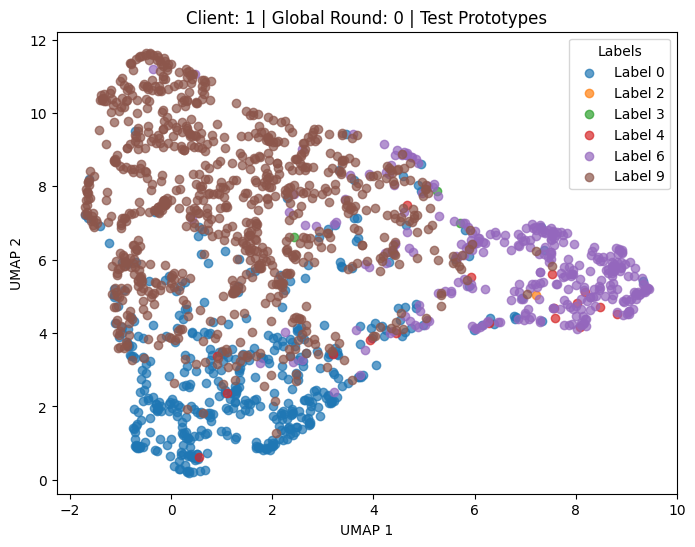 Client: 1 | Global Round: 0 | Test Prototypes
12
10
8
6
4
2
0
UMAP 2
−2
0
2
4
6
8
10
UMAP 1
Labels
Label 0
Label 2
Label 3
Label 4
Label 6
Label 9